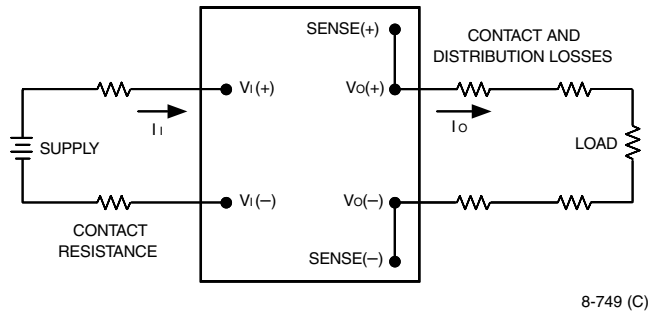 SENSE(+)
CONTACT AND
DISTRIBUTION LOSSES
VI(+)
VO(+)
II
IO
SUPPLY
LOAD
VI(–)
VO(–)
CONTACT
RESISTANCE
SENSE(–)
8-749 (C)